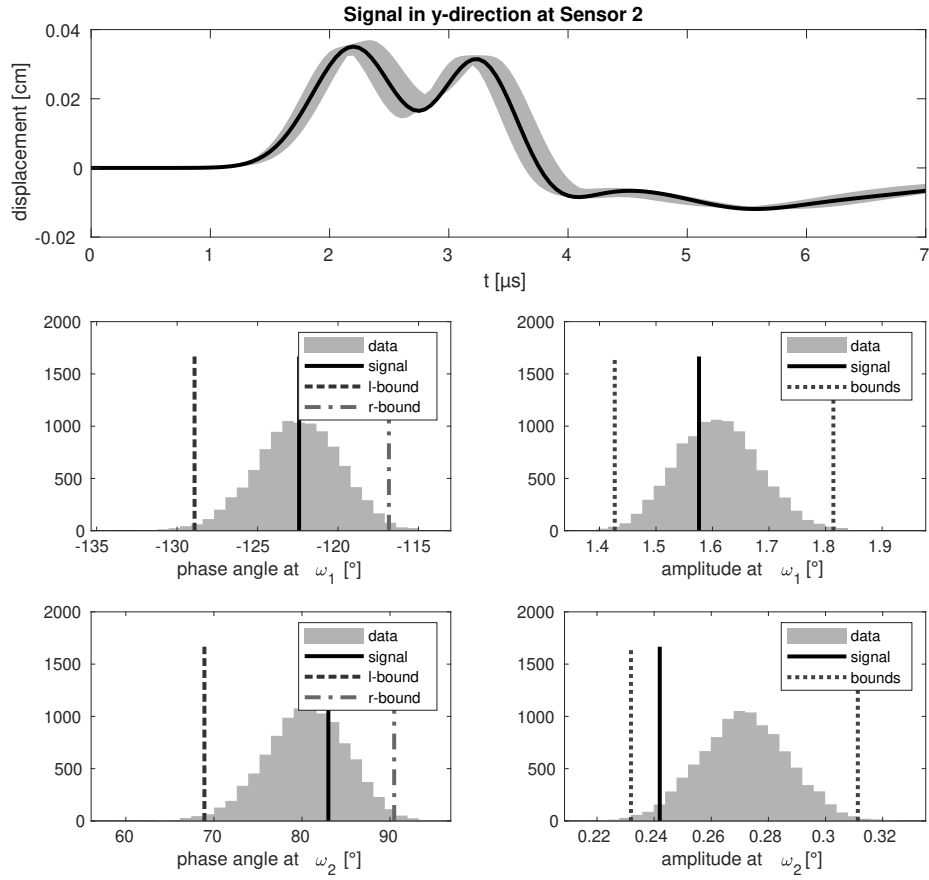 Signal in y-direction at Sensor 2
displacement [cm]
0.04
0.02
0
-0.02
0 1 2 3 4 5 6 7
t [µs]
2000
1500
1000
500
0
data
signal
l-bound
r-bound
-135 -130 -125 -120 -115
phase angle at ω1 [°]
2000
1500
1000
500
0
data
signal
bounds
1.4 1.5 1.6 1.7 1.8 1.9
amplitude at ω1 [°]
2000
1500
1000
500
0
data
signal
l-bound
r-bound
60 70 80 90
phase angle at ω2 [°]
2000
1500
1000
500
0
data
signal
bounds
0.22 0.24 0.26 0.28 0.3 0.32
amplitude at ω2 [°]